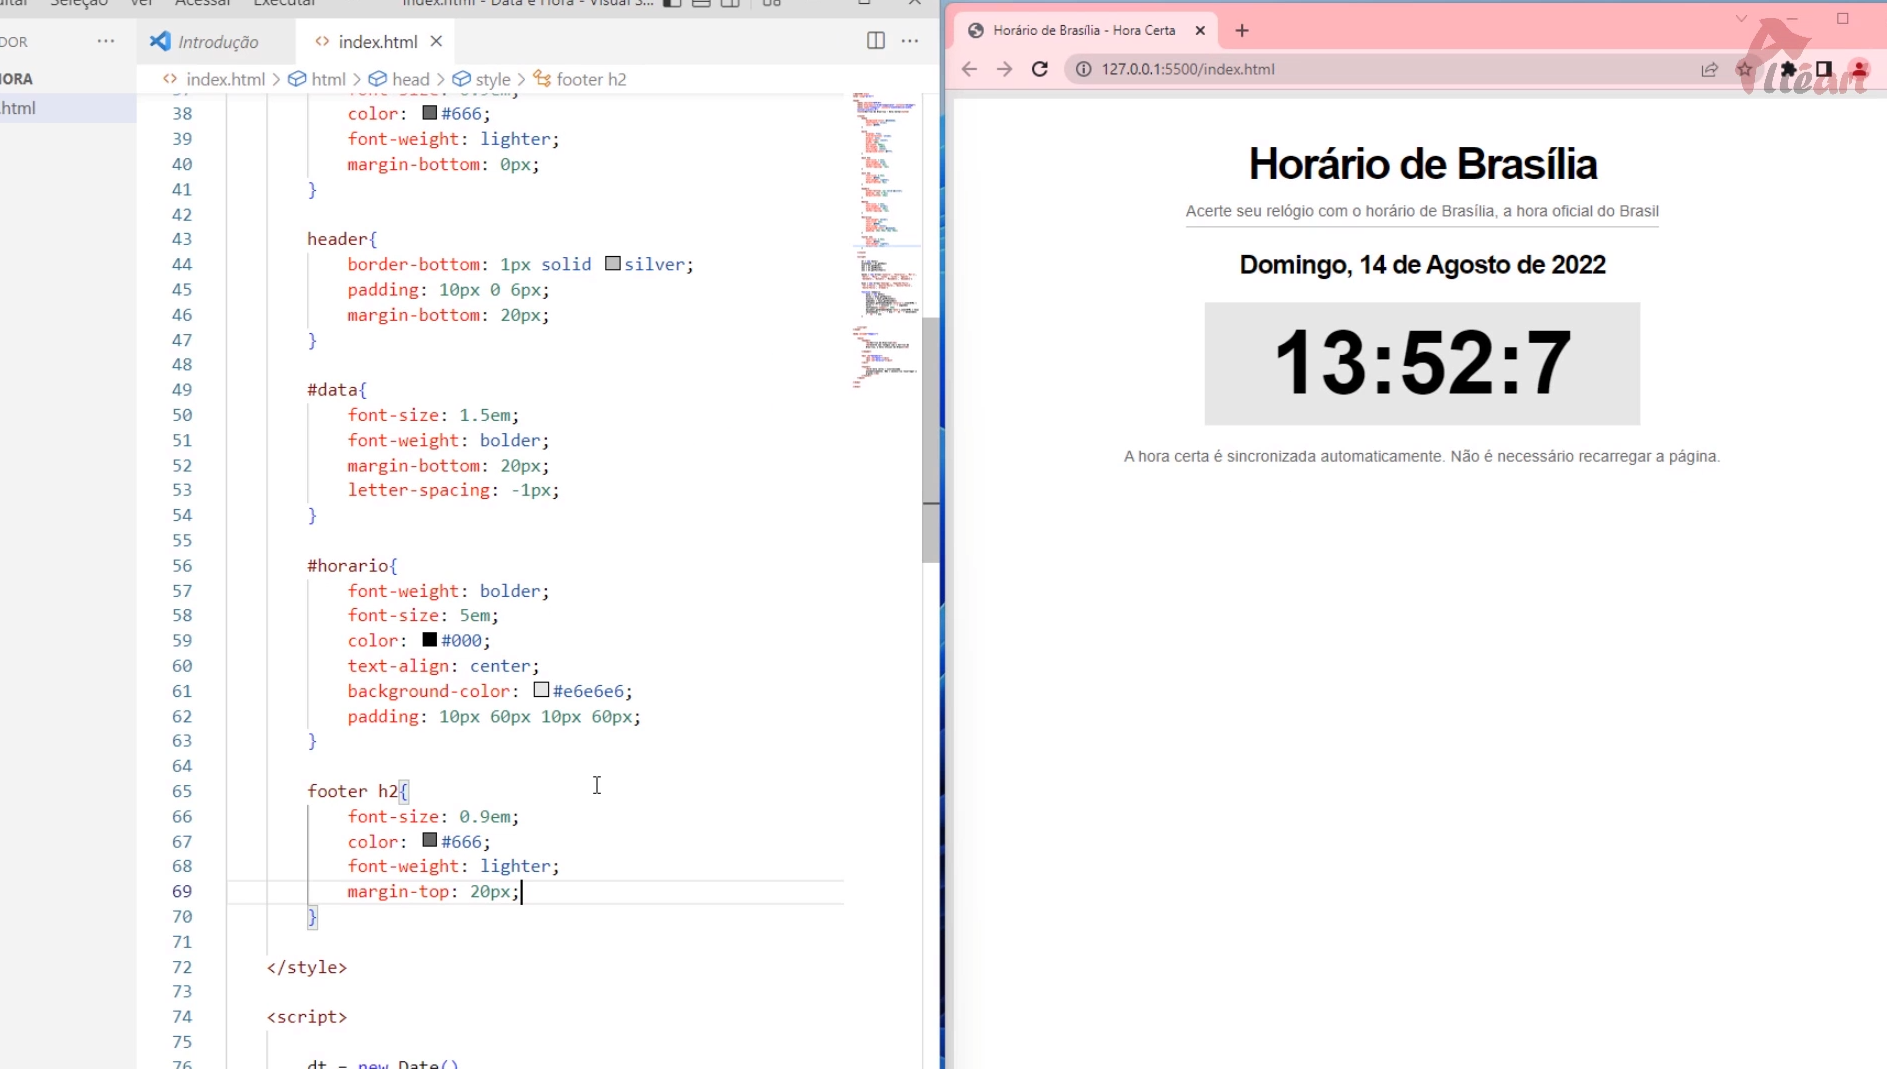 Seleção Ver Acessar Executar
index.html - Data e Hora - Visual S...
Introdução
index.html
index.html > html > head > style > footer h2
.html
38 color: #666;
39 font-weight: lighter;
40 margin-bottom: 0px;
41 }
42
43 header{
44 border-bottom: 1px solid silver;
45 padding: 10px 0 6px;
46 margin-bottom: 20px;
47 }
48
49 #data{
50 font-size: 1.5em;
51 font-weight: bolder;
52 margin-bottom: 20px;
53 letter-spacing: -1px;
54 }
55
56 #horario{
57 font-weight: bolder;
58 font-size: 5em;
59 color: #000;
60 text-align: center;
61 background-color: #e6e6e6;
62 padding: 10px 60px 10px 60px;
63 }
64
65 footer h2{
66 font-size: 0.9em;
67 color: #666;
68 font-weight: lighter;
69 margin-top: 20px;
70 }
71
72 </style>
73
74 <script>
75
76 dt = new Date()
Horário de Brasília - Hora Certa
127.0.0.1:5500/index.html
Horário de Brasília
Acerte seu relógio com o horário de Brasília, a hora oficial do Brasil
Domingo, 14 de Agosto de 2022
13:52:7
A hora certa é sincronizada automaticamente. Não é necessário recarregar a página.